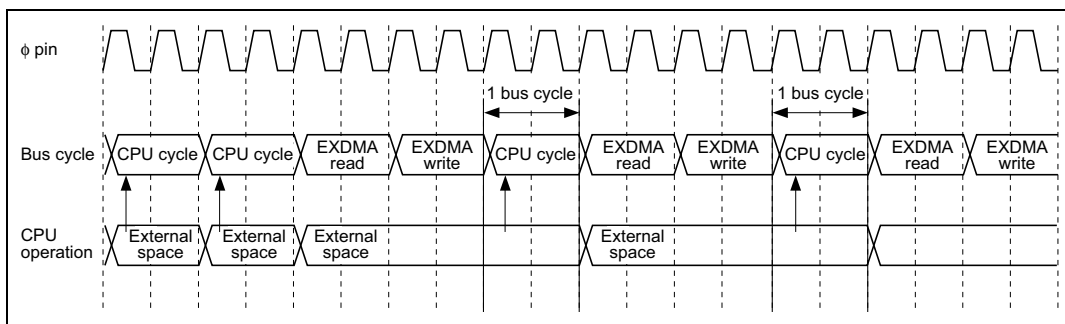 ϕ pin
1 bus cycle 1 bus cycle
Bus cycle CPU cycle CPU cycle EXDMA read EXDMA write CPU cycle EXDMA read EXDMA write CPU cycle EXDMA read EXDMA write
CPU operation External space External space External space External space